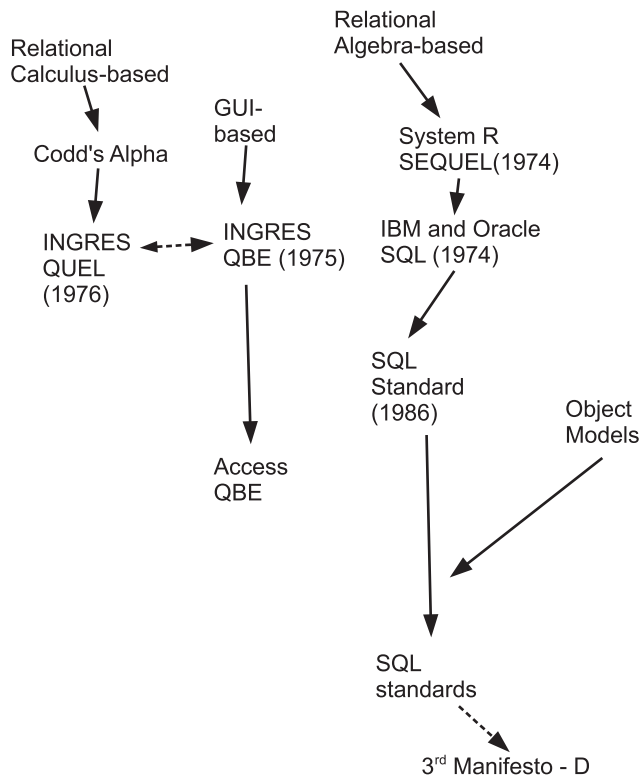 Relational
Calculus-based
Codd's Alpha
INGRES
QUEL
(1976)
GUI-
based
INGRES
QBE (1975)
Access
QBE
Relational
Algebra-based
System R
SEQUEL(1974)
IBM and Oracle
SQL (1974)
SQL
Standard
(1986)
Object
Models
SQL
standards
3rd Manifesto - D